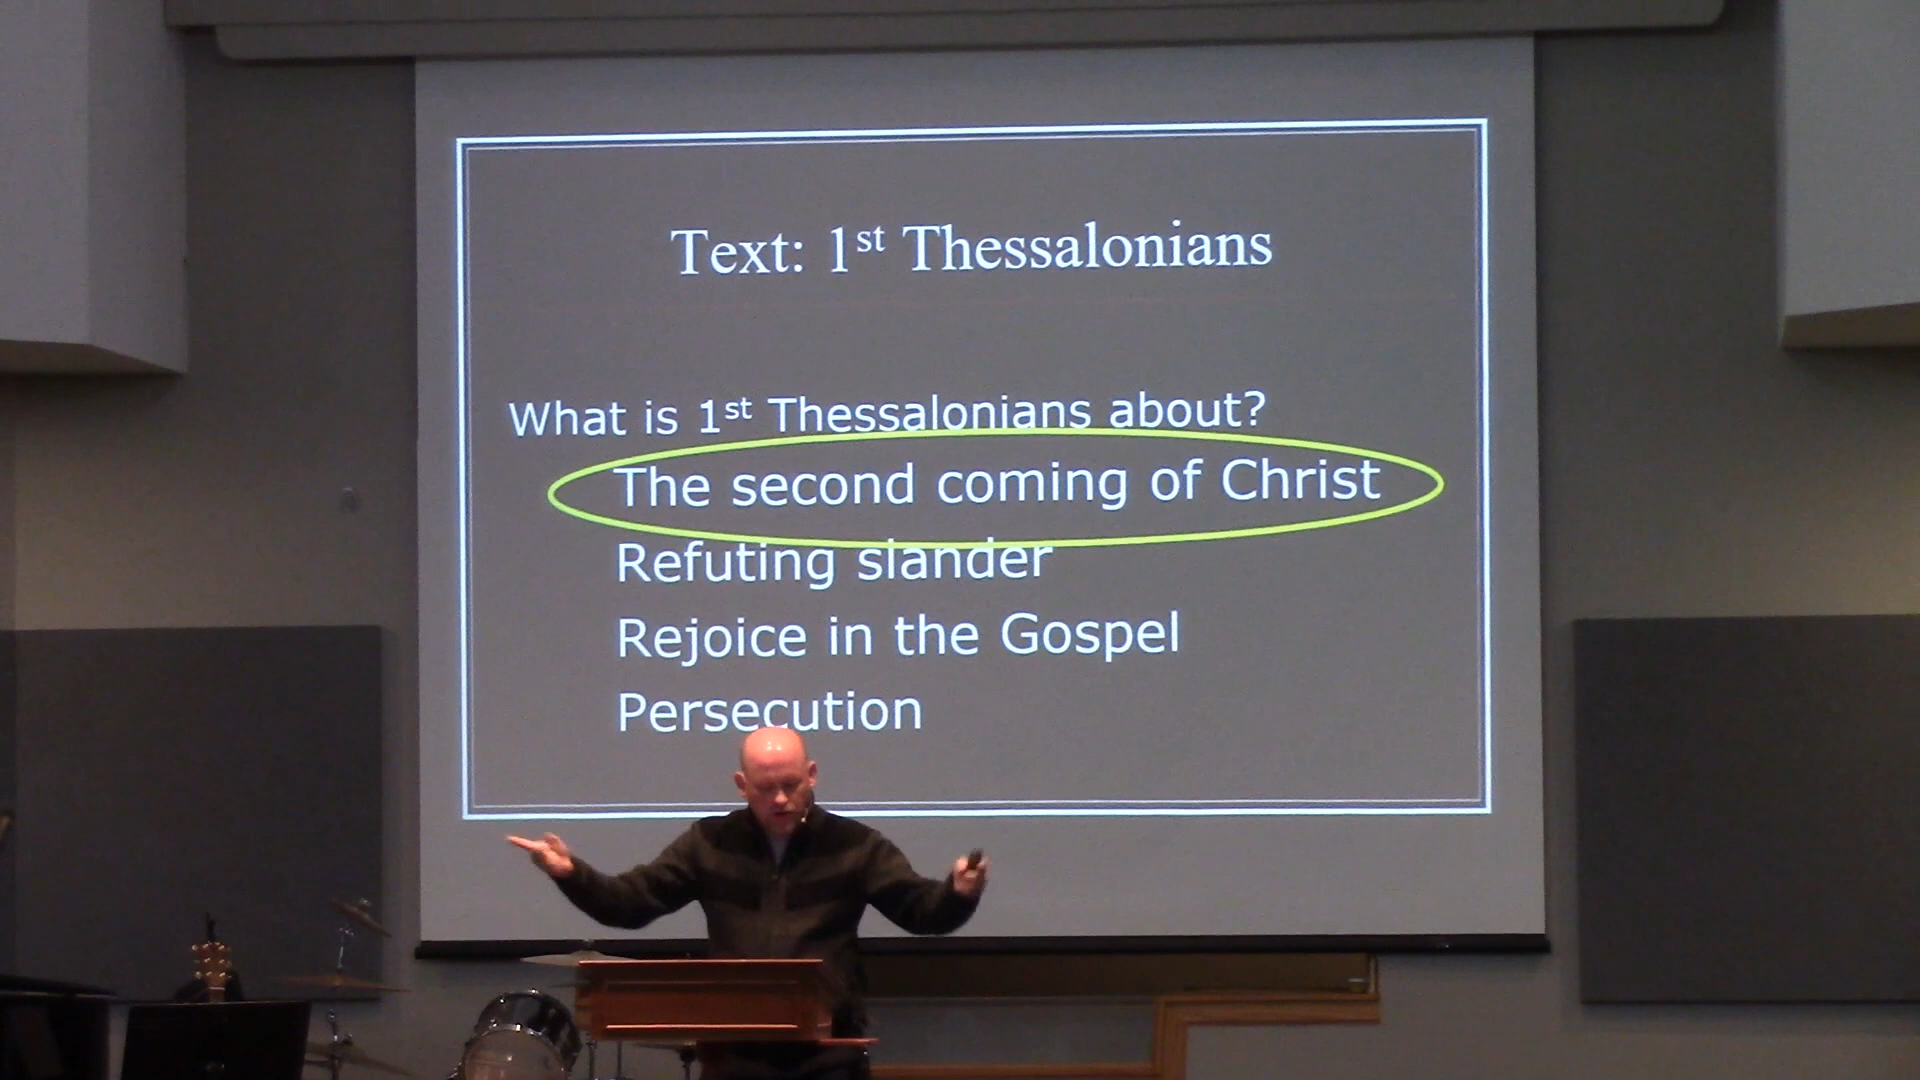 Text: 1st Thessalonians
What is 1st Thessalonians about?
The second coming of Christ
Refuting slander
Rejoice in the Gospel
Persecution